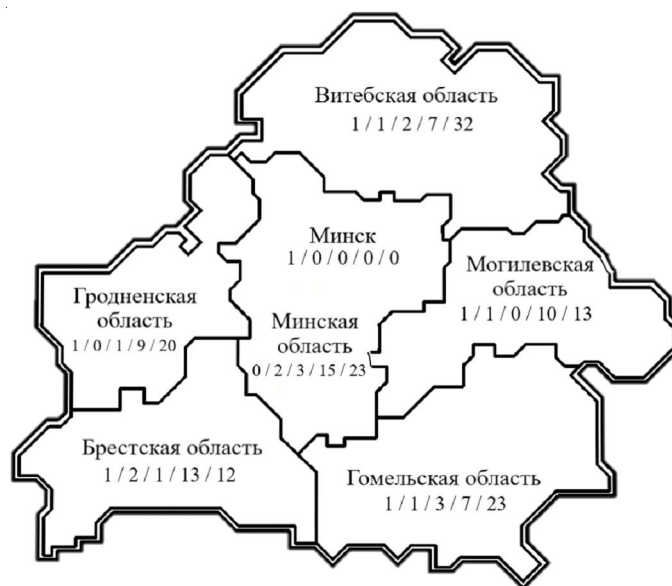 Витебская область
1 / 1 / 2 / 7 / 32
Минск
1 / 0 / 0 / 0 / 0
Могилевская
область
1 / 1 / 0 / 10 / 13
Гродненская
область
1 / 0 / 1 / 9 / 20
Минская
область
0 / 2 / 3 / 15 / 23
Брестская область
1 / 2 / 1 / 13 / 12
Гомельская область
1 / 1 / 3 / 7 / 23